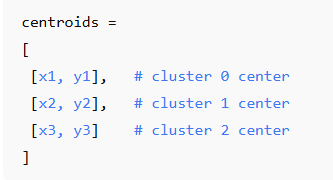 centroids =
[
 [x1, y1],   # cluster 0 center
 [x2, y2],   # cluster 1 center
 [x3, y3]    # cluster 2 center
]